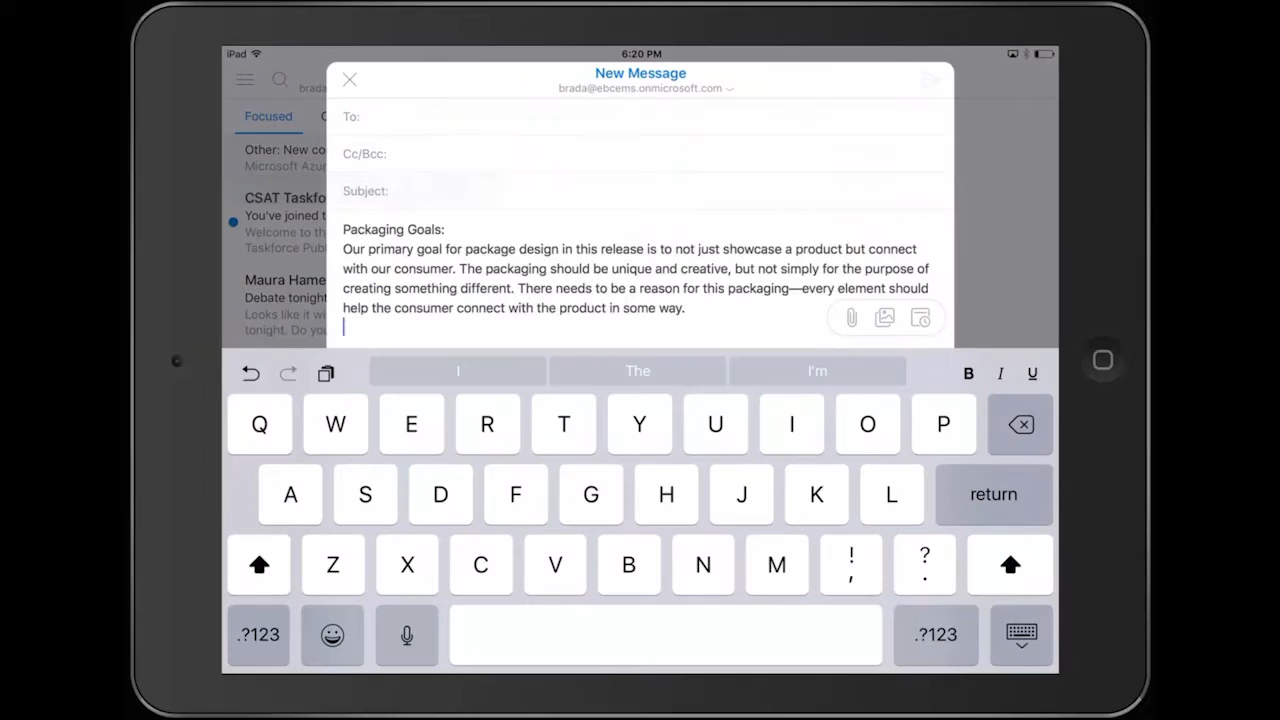 iPad
6:20 PM
New Message
brada@ebcems.onmicrosoft.com
brada
Focused
To:
Other: New co
Microsoft Azu
Cc/Bcc:
CSAT Taskfo
You've joined t
Welcome to th
Taskforce Publ
Subject:
Maura Hame
Debate tonight
Looks like it wi
tonight. Do you
Packaging Goals:
Our primary goal for package design in this release is to not just showcase a product but connect
with our consumer. The packaging should be unique and creative, but not simply for the purpose of
creating something different. There needs to be a reason for this packaging—every element should
help the consumer connect with the product in some way.
I The I'm
B I U
Q W E R T Y U I O P
A S D F G H J K L return
Z X C V B N M ! , ? .
.?123 .?123